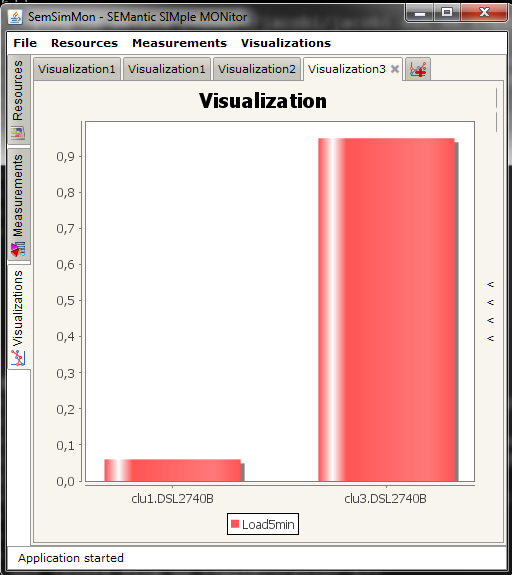 SemSimMon - SEMantic SIMple MONitor
File Resources Measurements Visualizations
Resources
Measurements
Visualizations
Visualization1 Visualization1 Visualization2 Visualization3
Visualization
0,9
0,8
0,7
0,6
0,5
0,4
0,3
0,2
0,1
0,0
clu1.DSL2740B clu3.DSL2740B
Load5min
<
<
<
<
Application started